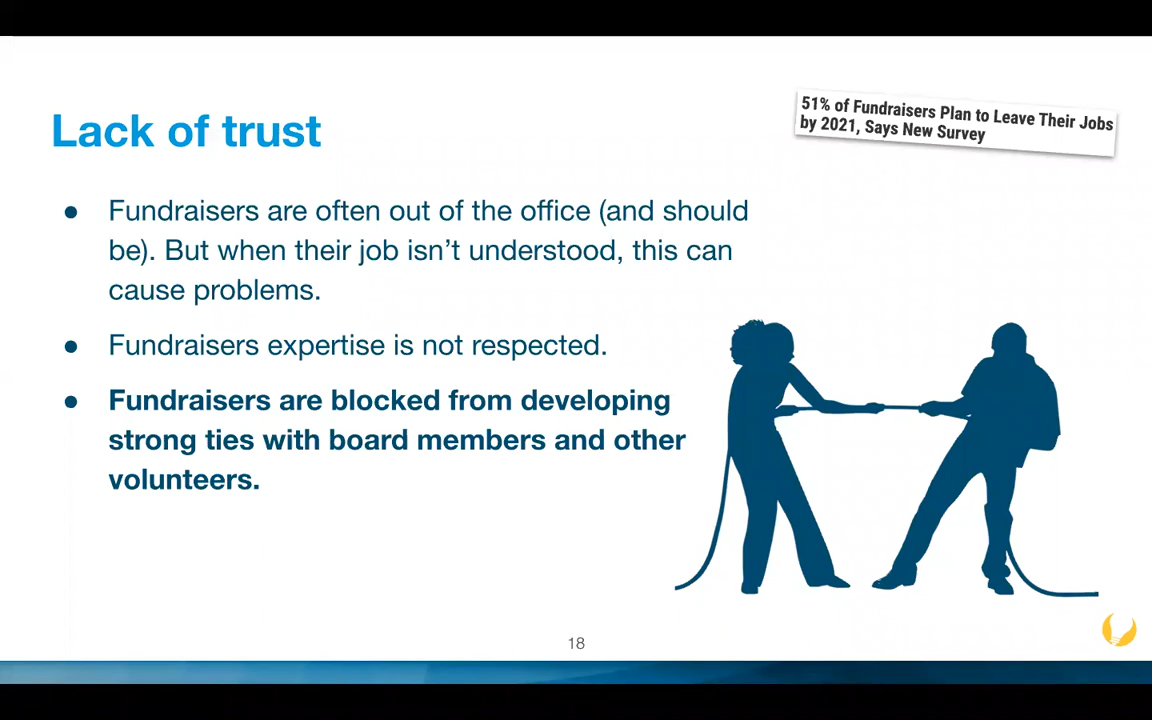 51% of Fundraisers Plan to Leave Their Jobs
by 2021, Says New Survey
Lack of trust
● Fundraisers are often out of the office (and should
be). But when their job isn’t understood, this can
cause problems.
● Fundraisers expertise is not respected.
● Fundraisers are blocked from developing
strong ties with board members and other
volunteers.
18